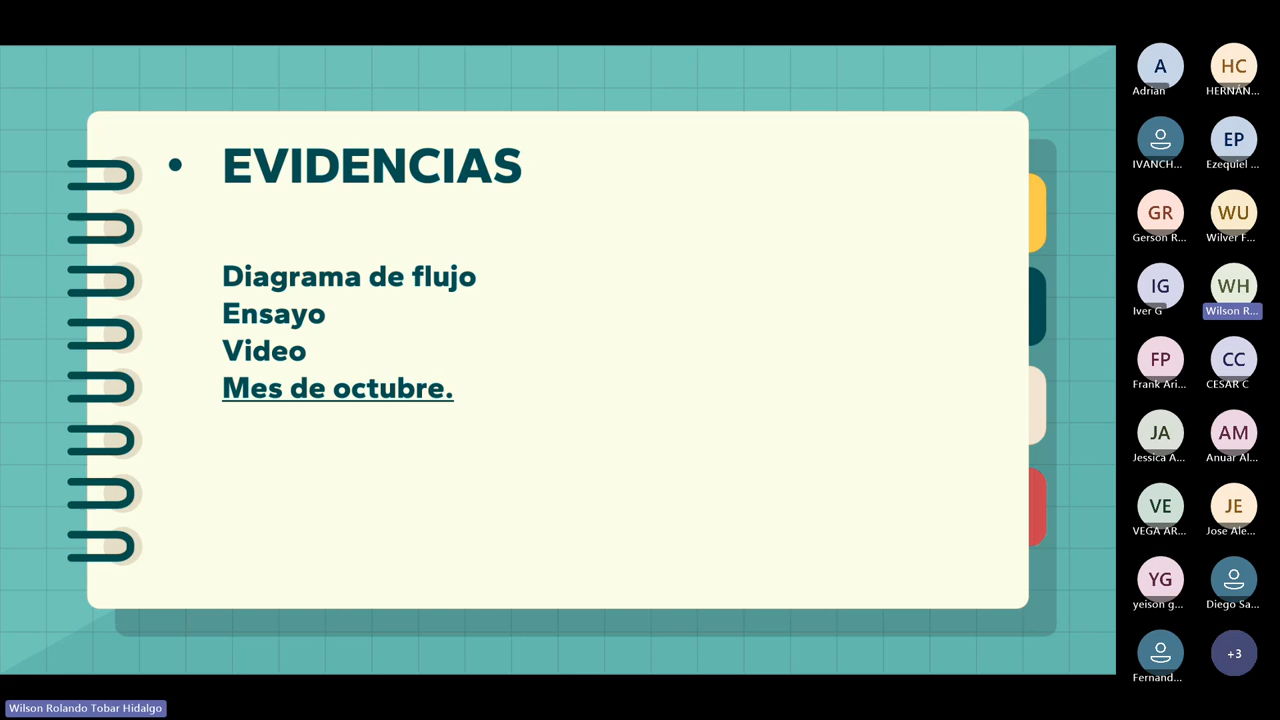 • EVIDENCIAS
Diagrama de flujo
Ensayo
Video
Mes de octubre.
A
Adrian
HC
HERNÁN...
IVANCH...
EP
Ezequiel ...
GR
Gerson R...
WU
Wilver F...
IG
Iver G
WH
Wilson R...
FP
Frank Ari...
CC
CESAR C
JA
Jessica A...
AM
Anuar Al...
VE
VEGA AR...
JE
Jose Ale...
YG
yeison g...
Diego Sa...
Fernand...
+3
Wilson Rolando Tobar Hidalgo